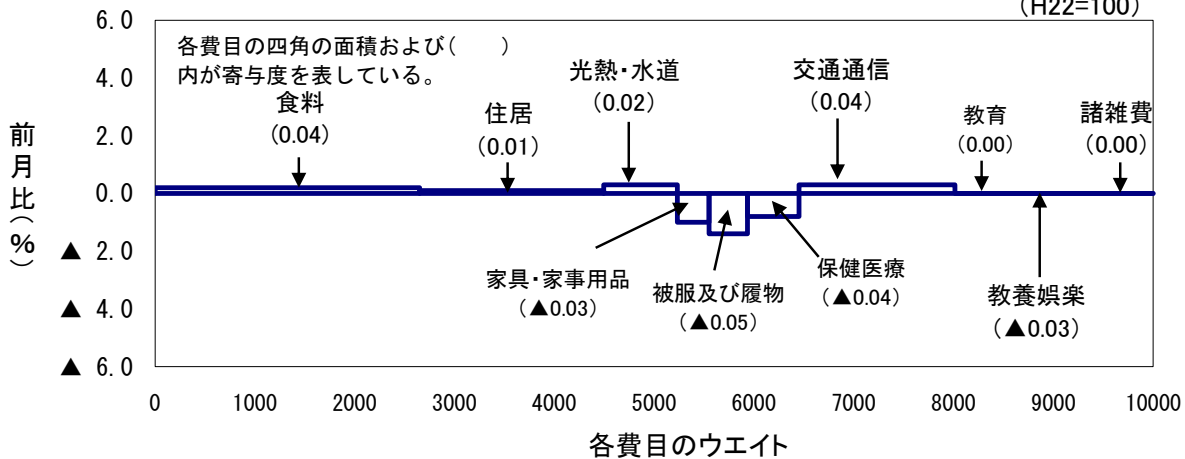 (H22=100)
6.0
各費目の四角の面積および(　　)
内が寄与度を表している。
4.0
2.0
0.0
▲ 2.0
▲ 4.0
▲ 6.0
前月比(%)
食料
(0.04)
住居
(0.01)
光熱・水道
(0.02)
交通通信
(0.04)
教育
(0.00)
諸雑費
(0.00)
家具・家事用品
(▲0.03)
被服及び履物
(▲0.05)
保健医療
(▲0.04)
教養娯楽
(▲0.03)
0 1000 2000 3000 4000 5000 6000 7000 8000 9000 10000
各費目のウエイト